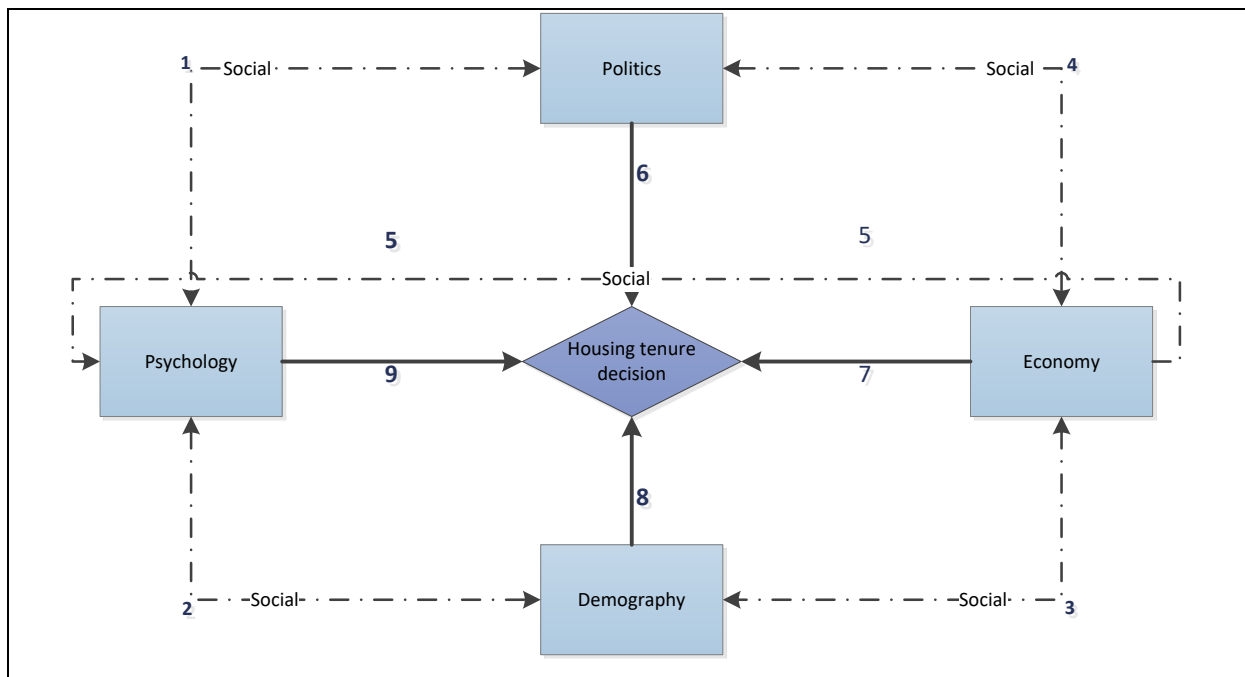 Politics
1
Social
Social
4
6
5
5
Social
Psychology
Housing tenure
decision
Economy
9
7
8
2
Social
Demography
Social
3